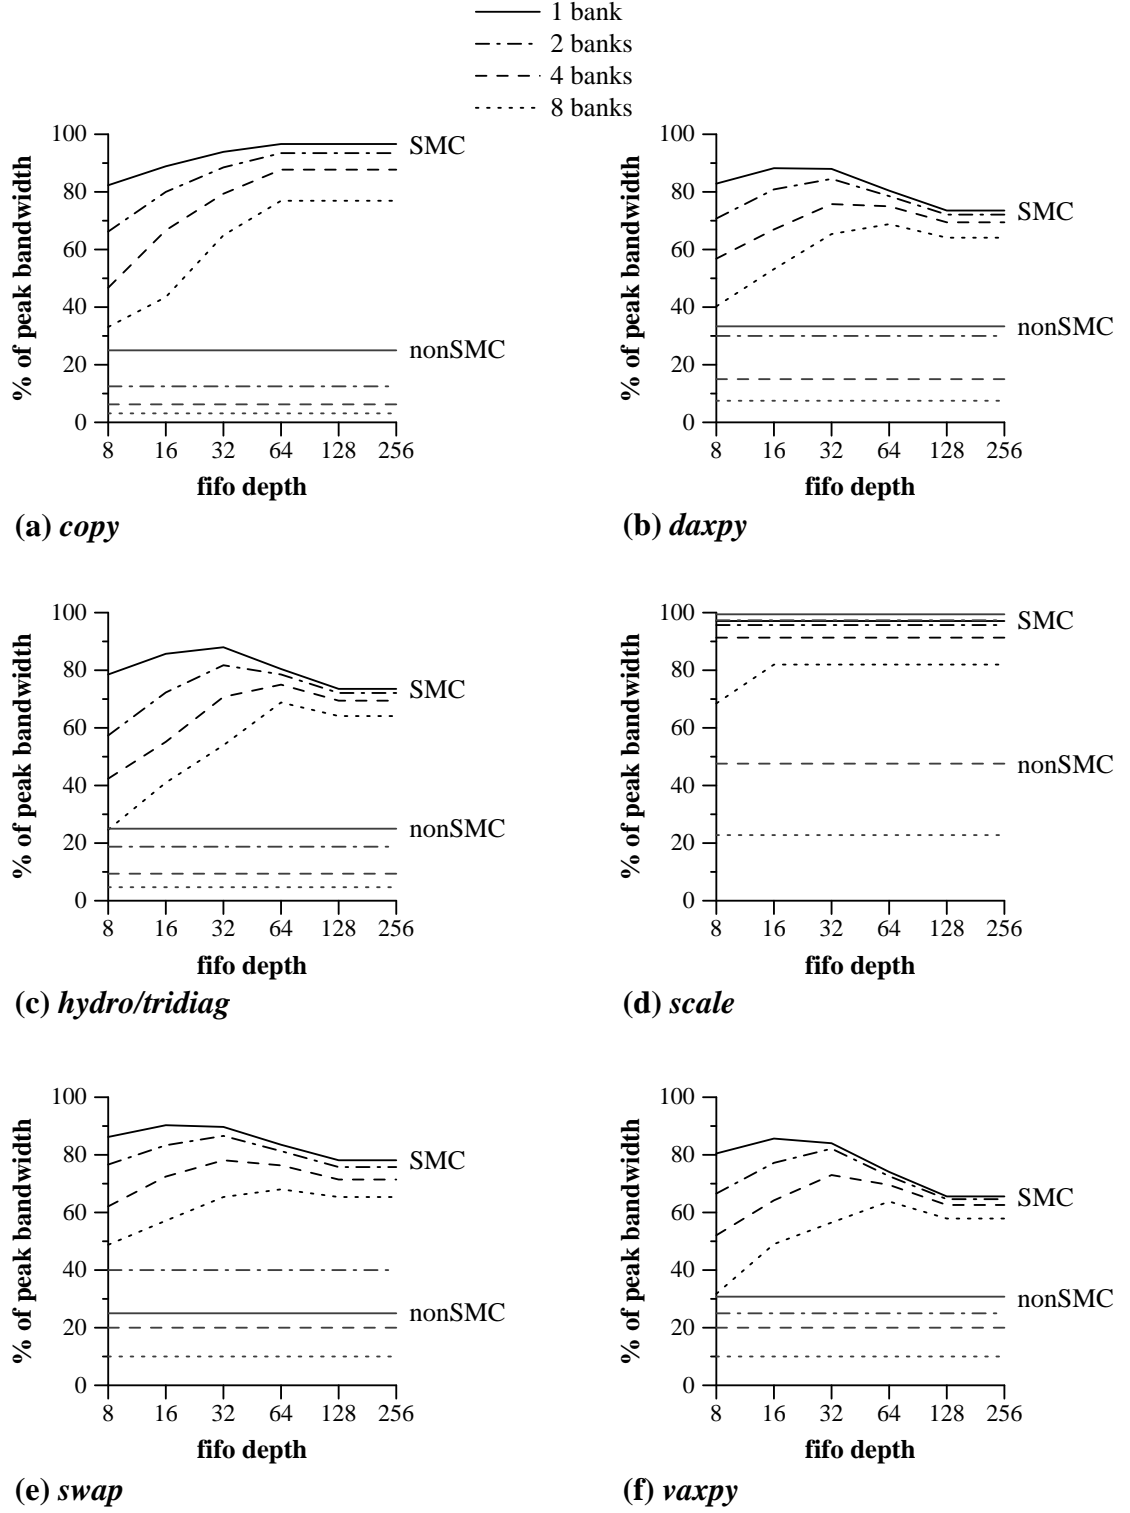 1 bank
2 banks
4 banks
8 banks
100
80
60
40
20
0
% of peak bandwidth
SMC
nonSMC
8 16 32 64 128 256
fifo depth
(a) copy
100
80
60
40
20
0
% of peak bandwidth
SMC
nonSMC
8 16 32 64 128 256
fifo depth
(b) daxpy
100
80
60
40
20
0
% of peak bandwidth
SMC
nonSMC
8 16 32 64 128 256
fifo depth
(c) hydro/tridiag
100
80
60
40
20
0
% of peak bandwidth
SMC
nonSMC
8 16 32 64 128 256
fifo depth
(d) scale
100
80
60
40
20
0
% of peak bandwidth
SMC
nonSMC
8 16 32 64 128 256
fifo depth
(e) swap
100
80
60
40
20
0
% of peak bandwidth
SMC
nonSMC
8 16 32 64 128 256
fifo depth
(f) vaxpy